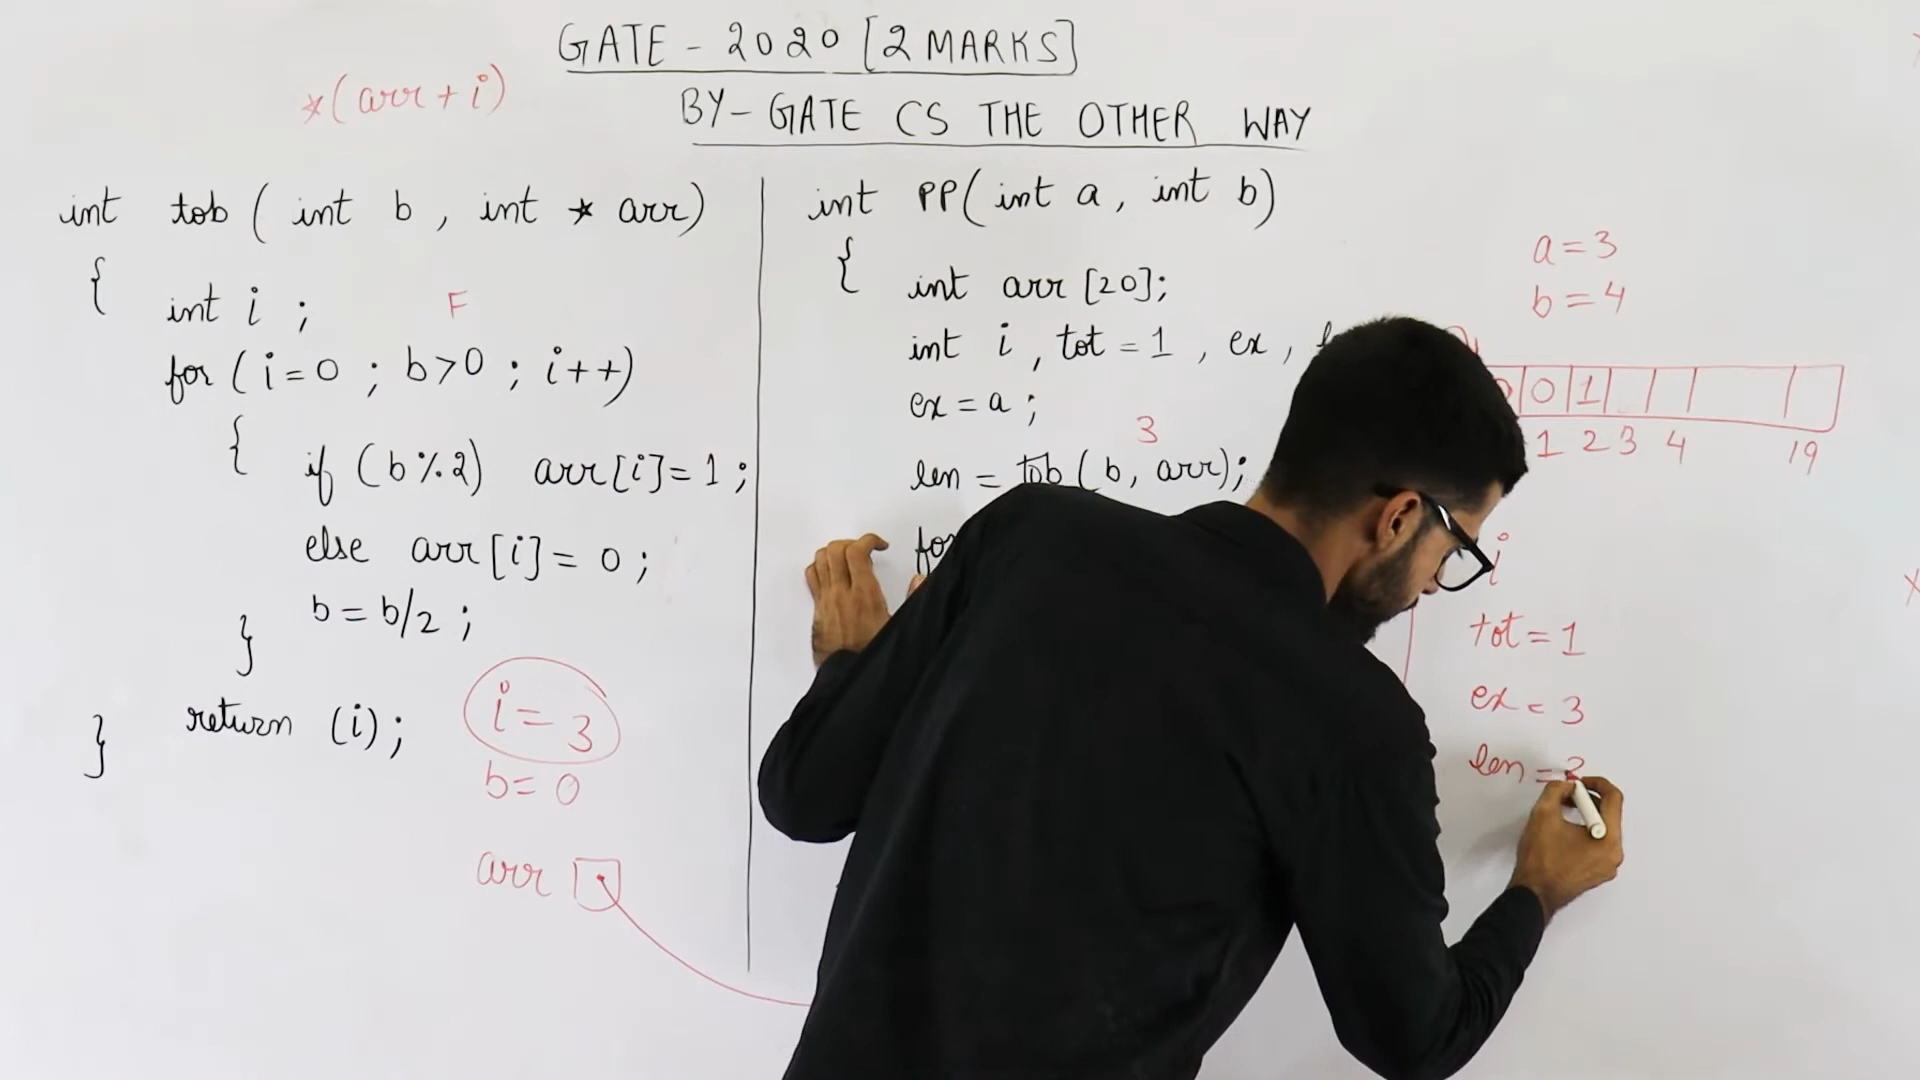 GATE - 2020 [2 MARKS]
BY - GATE CS THE OTHER WAY
*(arr + i)
int tob ( int b , int * arr)
{
int i ;
F
for ( i = 0 ; b > 0 ; i++)
{ if (b % 2) arr[i] = 1 ;
else arr[i] = 0 ;
b = b/2 ;
}
return (i) ;
}
i = 3
b = 0
arr
int PP( int a , int b)
{
int arr [20];
int i , tot = 1 , ex ,
ex = a ;
3
len = tob ( b, arr);
for
a = 3
b = 4
0 1
1 2 3 4 19
i
tot = 1
ex = 3
len =